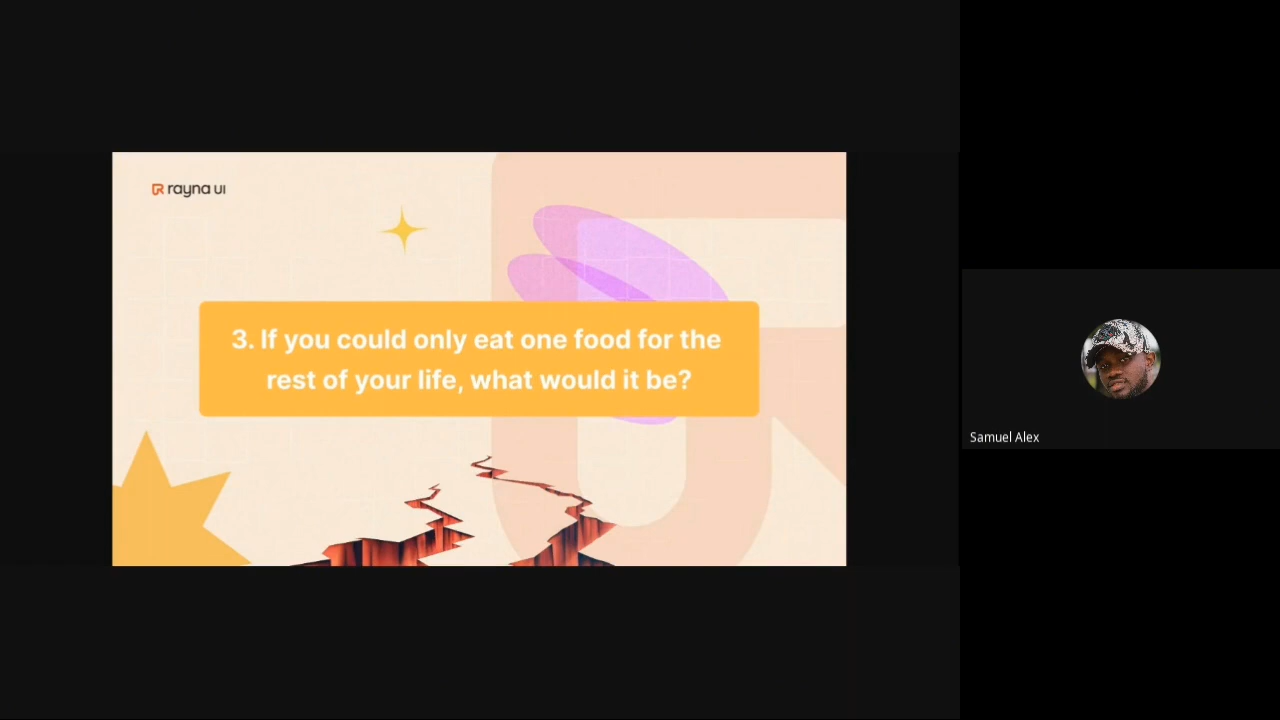 rayna UI
3. If you could only eat one food for the
rest of your life, what would it be?
Samuel Alex